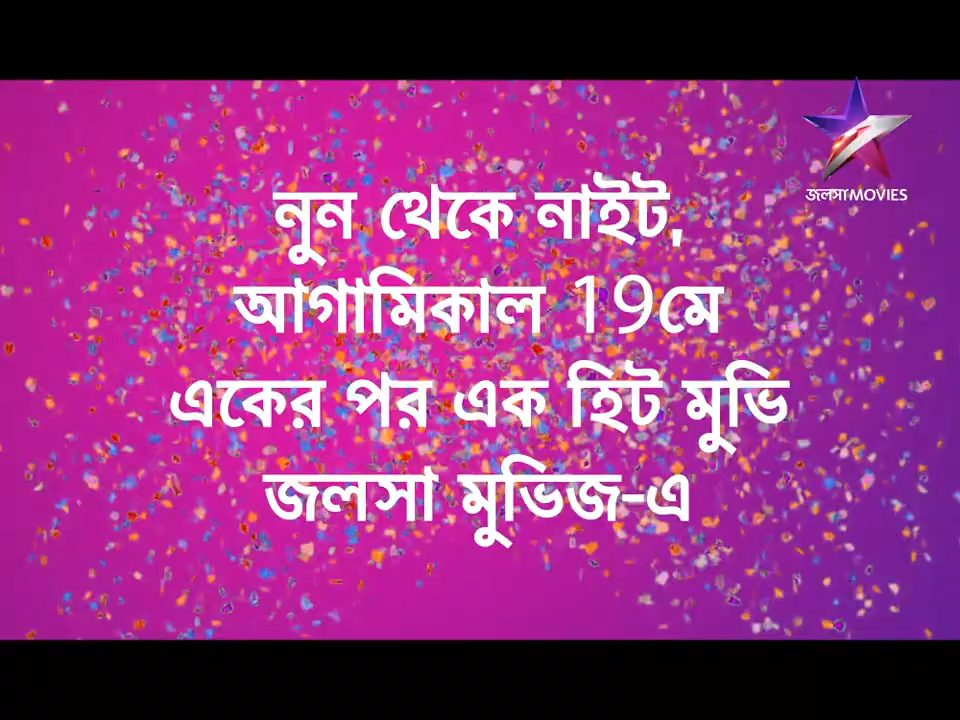 জলসা MOVIES
নুন থেকে নাইট,
আগামিকাল 19মে
একের পর এক হিট মুভি
জলসা মুভিজ-এ